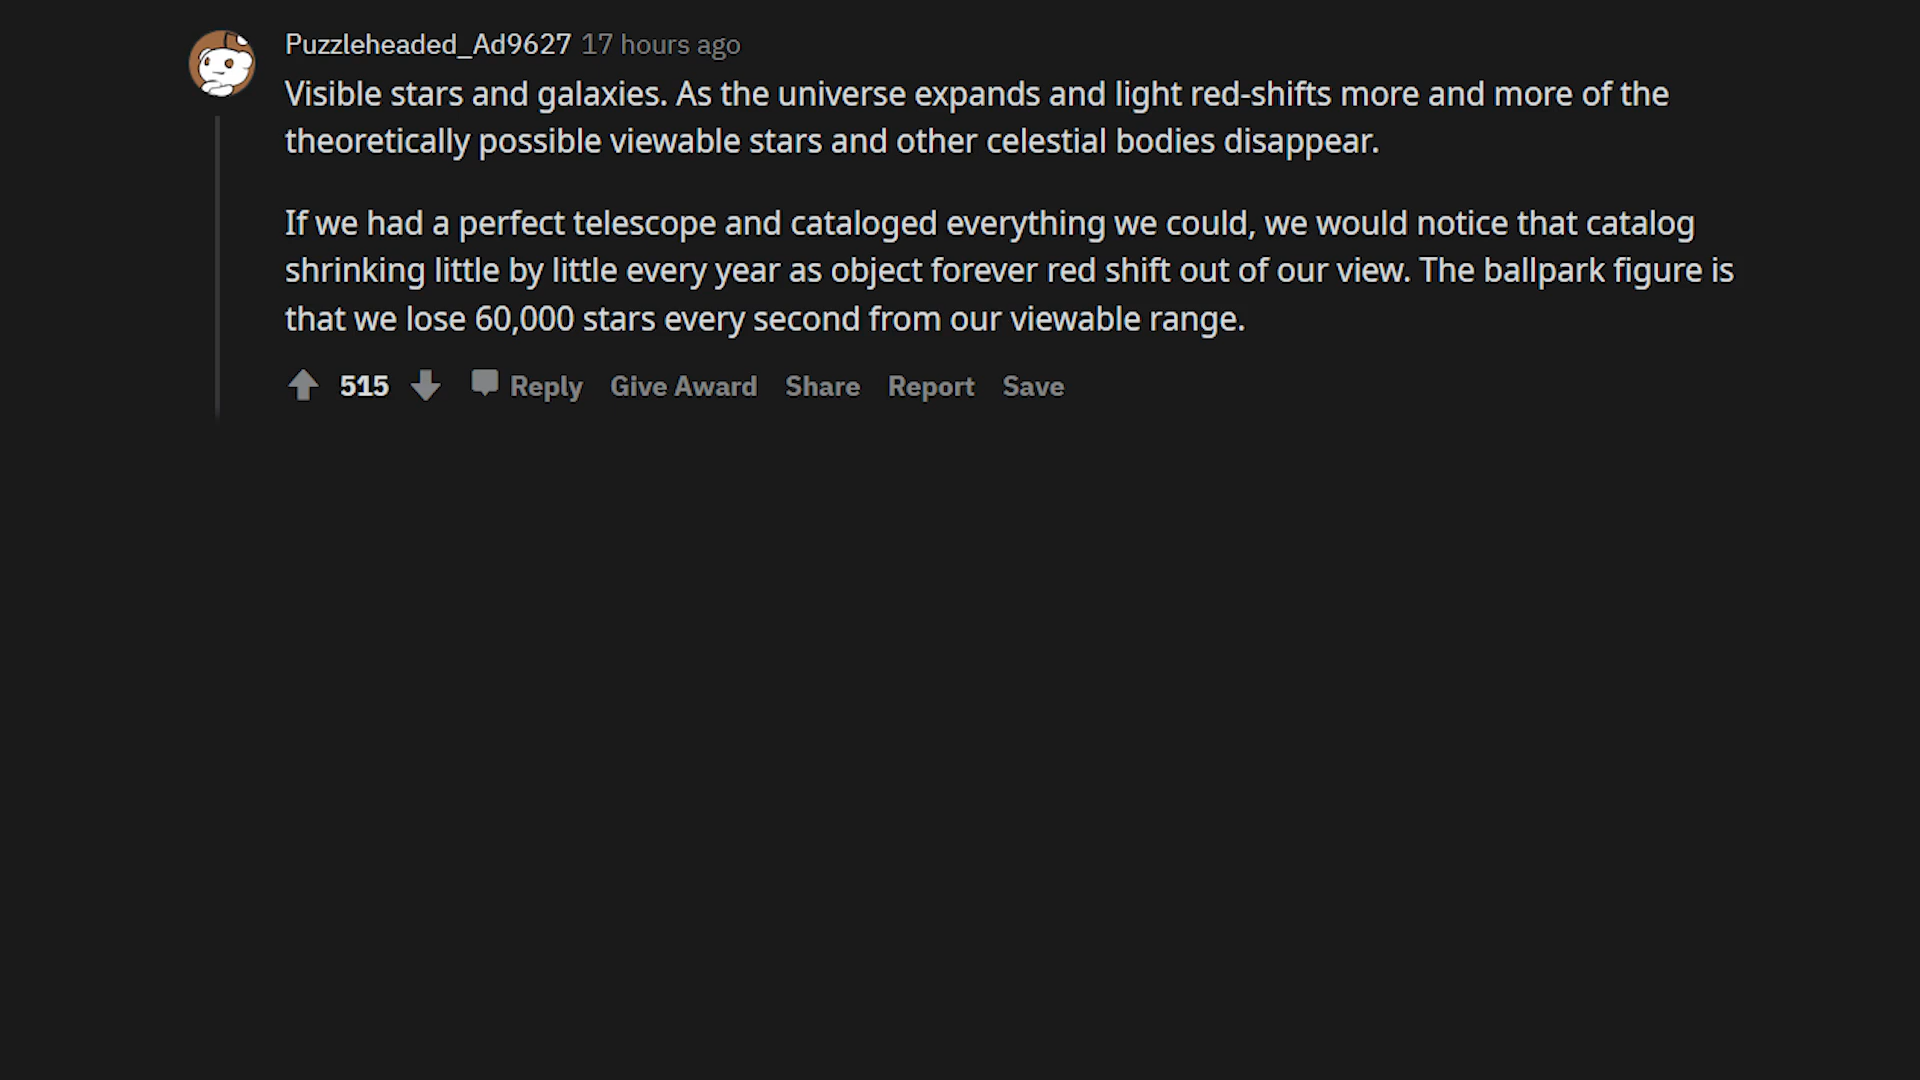 Puzzleheaded_Ad9627 17 hours ago
Visible stars and galaxies. As the universe expands and light red-shifts more and more of the
theoretically possible viewable stars and other celestial bodies disappear.
If we had a perfect telescope and cataloged everything we could, we would notice that catalog
shrinking little by little every year as object forever red shift out of our view. The ballpark figure is
that we lose 60,000 stars every second from our viewable range.
515 Reply Give Award Share Report Save